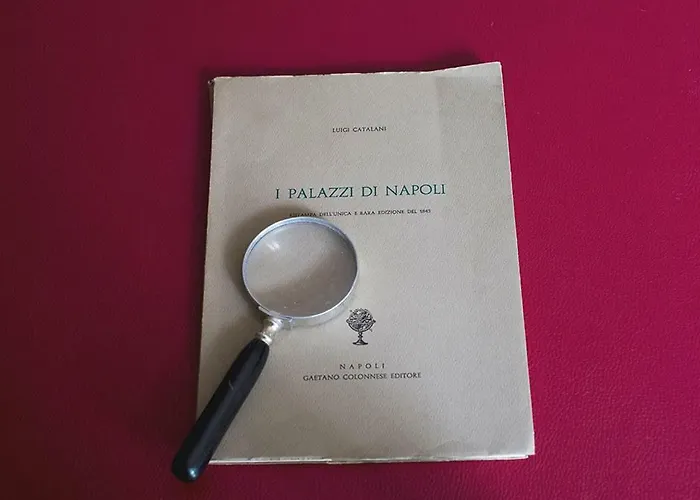 LUIGI CATALANI
I PALAZZI DI NAPOLI
RISTAMPA DELL'UNICA E RARA EDIZIONE DEL 1845
NAPOLI
GAETANO COLONNESE EDITORE